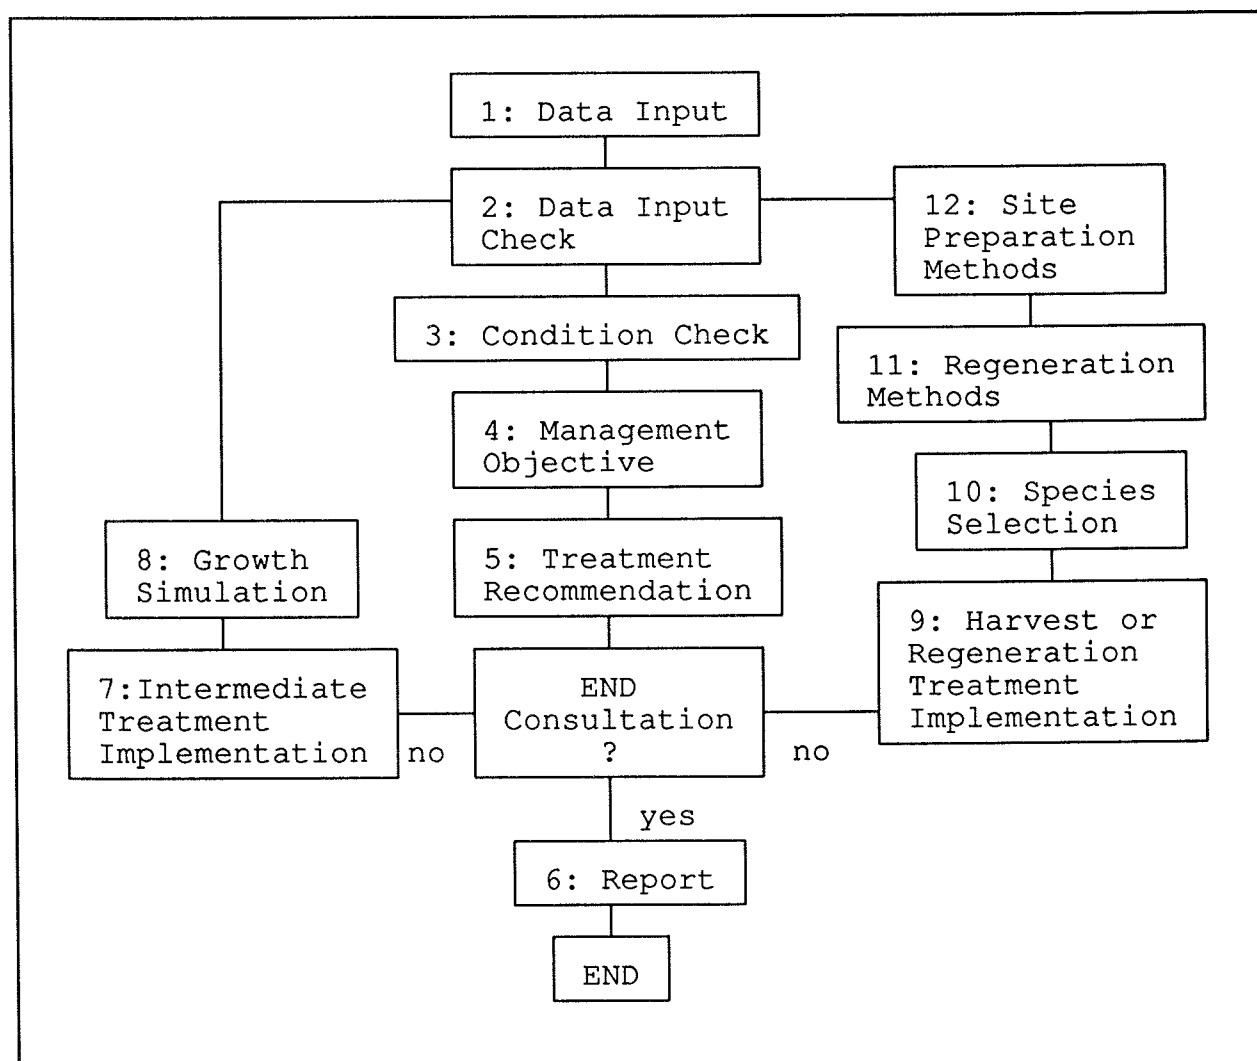 1: Data Input
2: Data Input
Check
12: Site
Preparation
Methods
3: Condition Check
11: Regeneration
Methods
4: Management
Objective
10: Species
Selection
8: Growth
Simulation
5: Treatment
Recommendation
9: Harvest or
Regeneration
Treatment
Implementation
7:Intermediate
Treatment
Implementation
no
END
Consultation
?
no
yes
6: Report
END